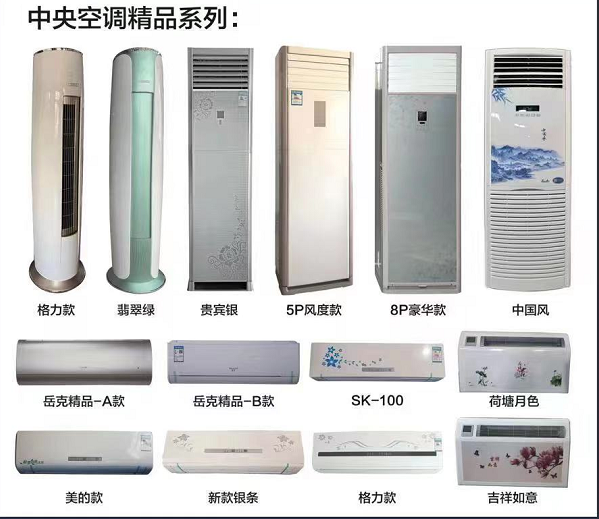 中央空调精品系列：
格力款 翡翠绿 贵宾银 5P风度款 8P豪华款 中国风
岳克精品-A款 岳克精品-B款 SK-100 荷塘月色
美的款 新款银条 格力款 吉祥如意